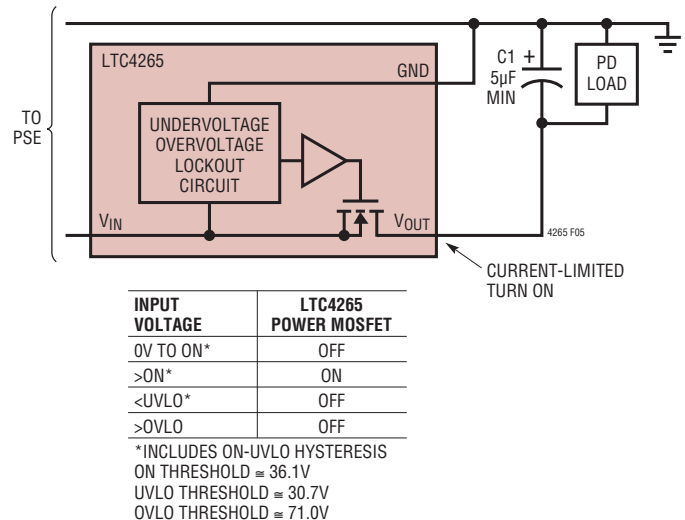 LTC4265
GND
C1 +
5µF
MIN
PD
LOAD
TO
PSE
UNDERVOLTAGE
OVERVOLTAGE
LOCKOUT
CIRCUIT
VIN
VOUT
4265 F05
CURRENT-LIMITED
TURN ON
INPUT VOLTAGE LTC4265 POWER MOSFET
0V TO ON* OFF
>ON* ON
<UVLO* OFF
>OVLO OFF
*INCLUDES ON-UVLO HYSTERESIS
ON THRESHOLD ≅ 36.1V
UVLO THRESHOLD ≅ 30.7V
OVLO THRESHOLD ≅ 71.0V